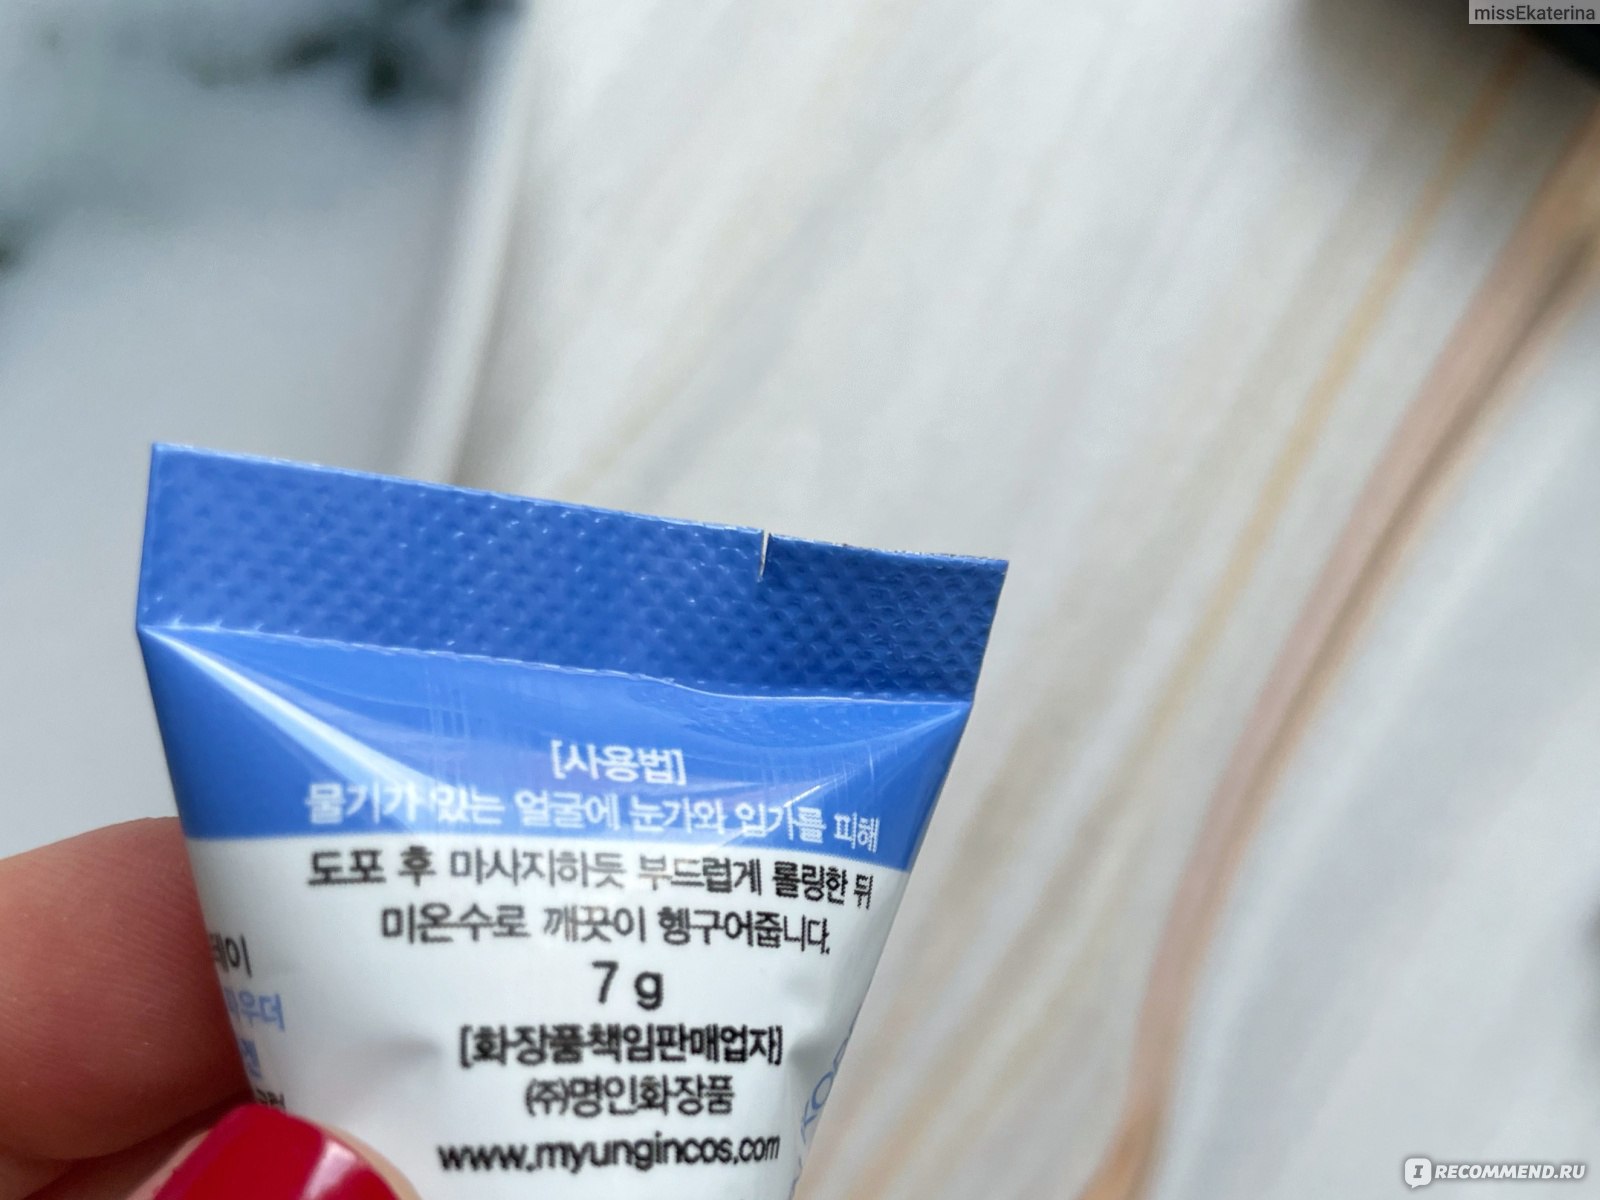 missEkaterina
[사용법]
물기가 있는 얼굴에 눈가와 입가를 피해
도포 후 마사지하듯 부드럽게 롤링한 뒤
미온수로 깨끗이 헹구어줍니다.
7 g
[화장품책임판매업자]
(주)명인화장품
www.myungincos.com
IRECOMMEND.RU